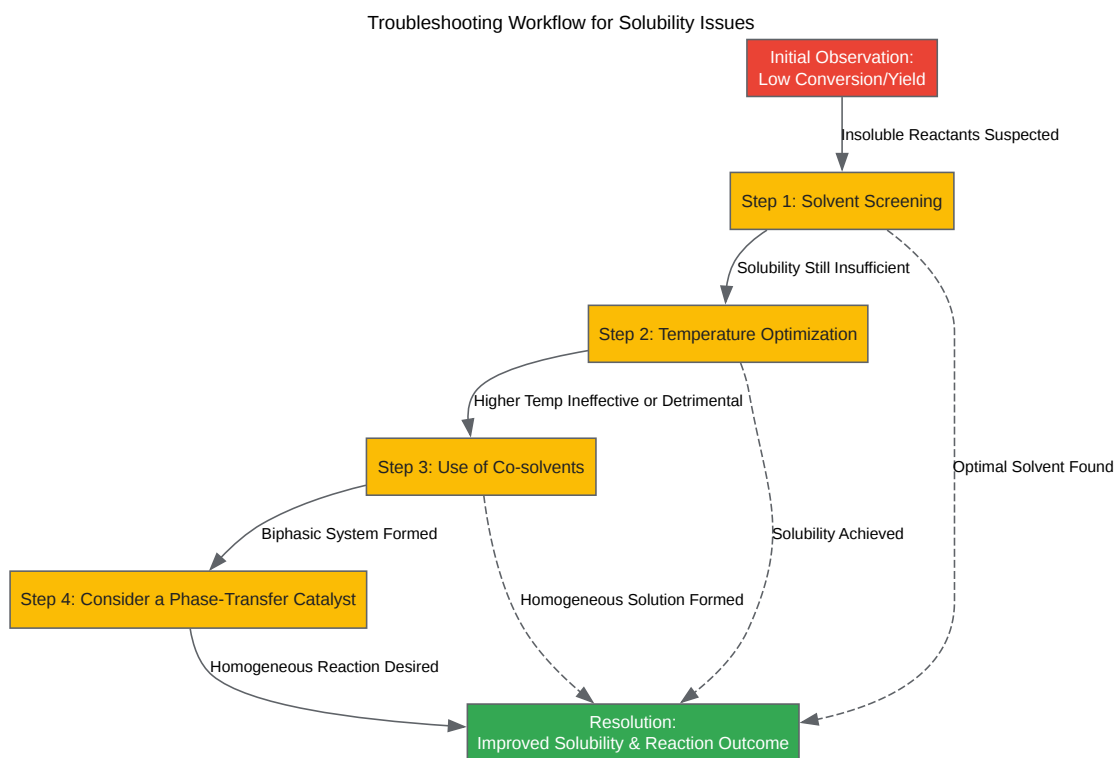 Troubleshooting Workflow for Solubility Issues
Initial Observation:
Low Conversion/Yield
Insoluble Reactants Suspected
Step 1: Solvent Screening
Solubility Still Insufficient
Step 2: Temperature Optimization
Higher Temp Ineffective or Detrimental
Step 3: Use of Co-solvents
Optimal Solvent Found
Biphasic System Formed
Solubility Achieved
Step 4: Consider a Phase-Transfer Catalyst
Homogeneous Solution Formed
Homogeneous Reaction Desired
Resolution:
Improved Solubility & Reaction Outcome